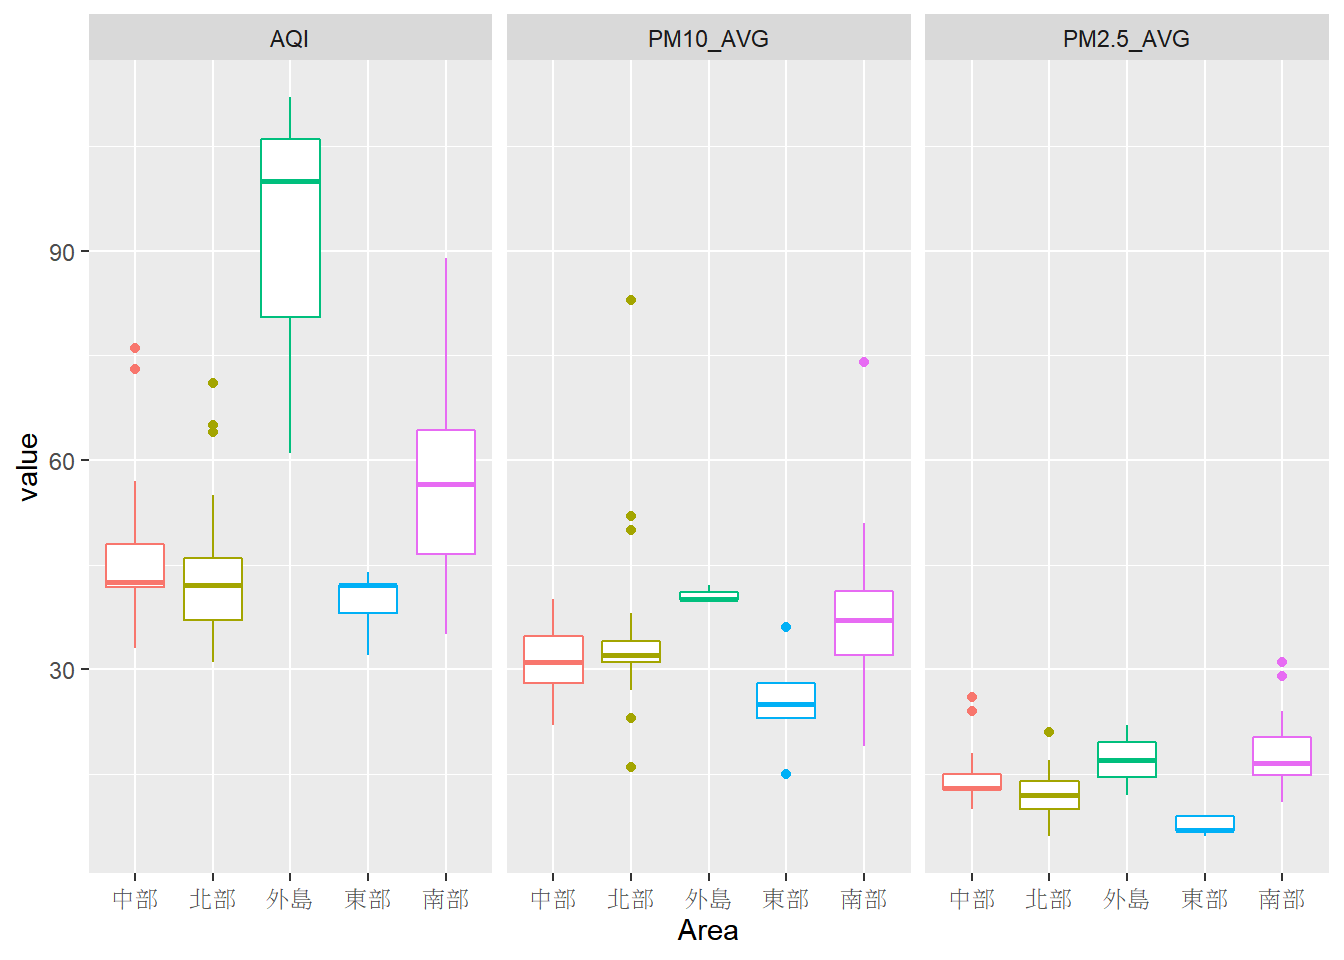 AQI PM10_AVG PM2.5_AVG
value
90
60
30
中部 北部 外島 東部 南部 中部 北部 外島 東部 南部 中部 北部 外島 東部 南部
Area